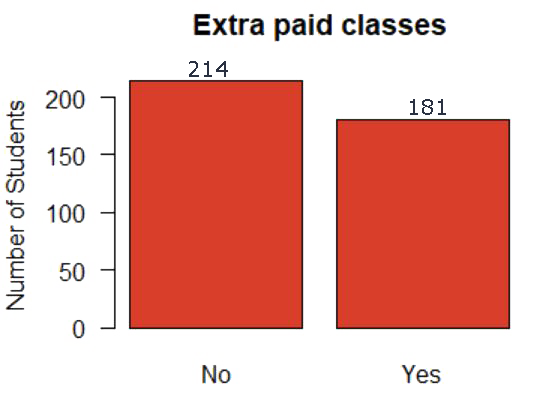 Extra paid classes
Number of Students
200
150
100
50
0
214
181
No
Yes